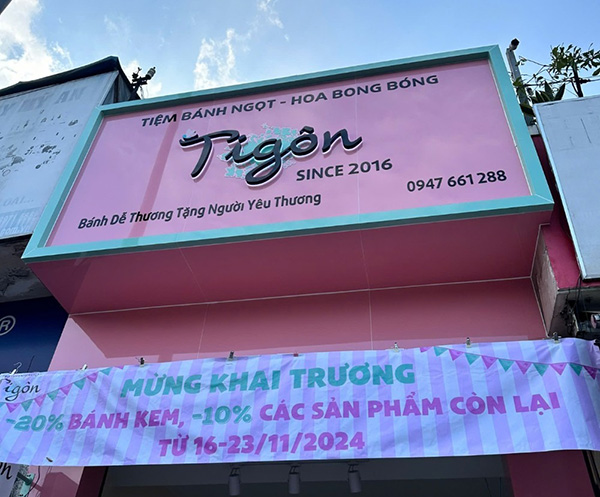 TIỆM BÁNH NGỌT - HOA BONG BÓNG
Tigôn
SINCE 2016
Bánh Dễ Thương Tặng Người Yêu Thương
0947 661 288
®
Tigôn
MỪNG KHAI TRƯƠNG
-20% BÁNH KEM, -10% CÁC SẢN PHẨM CÒN LẠI
TỪ 16-23/11/2024